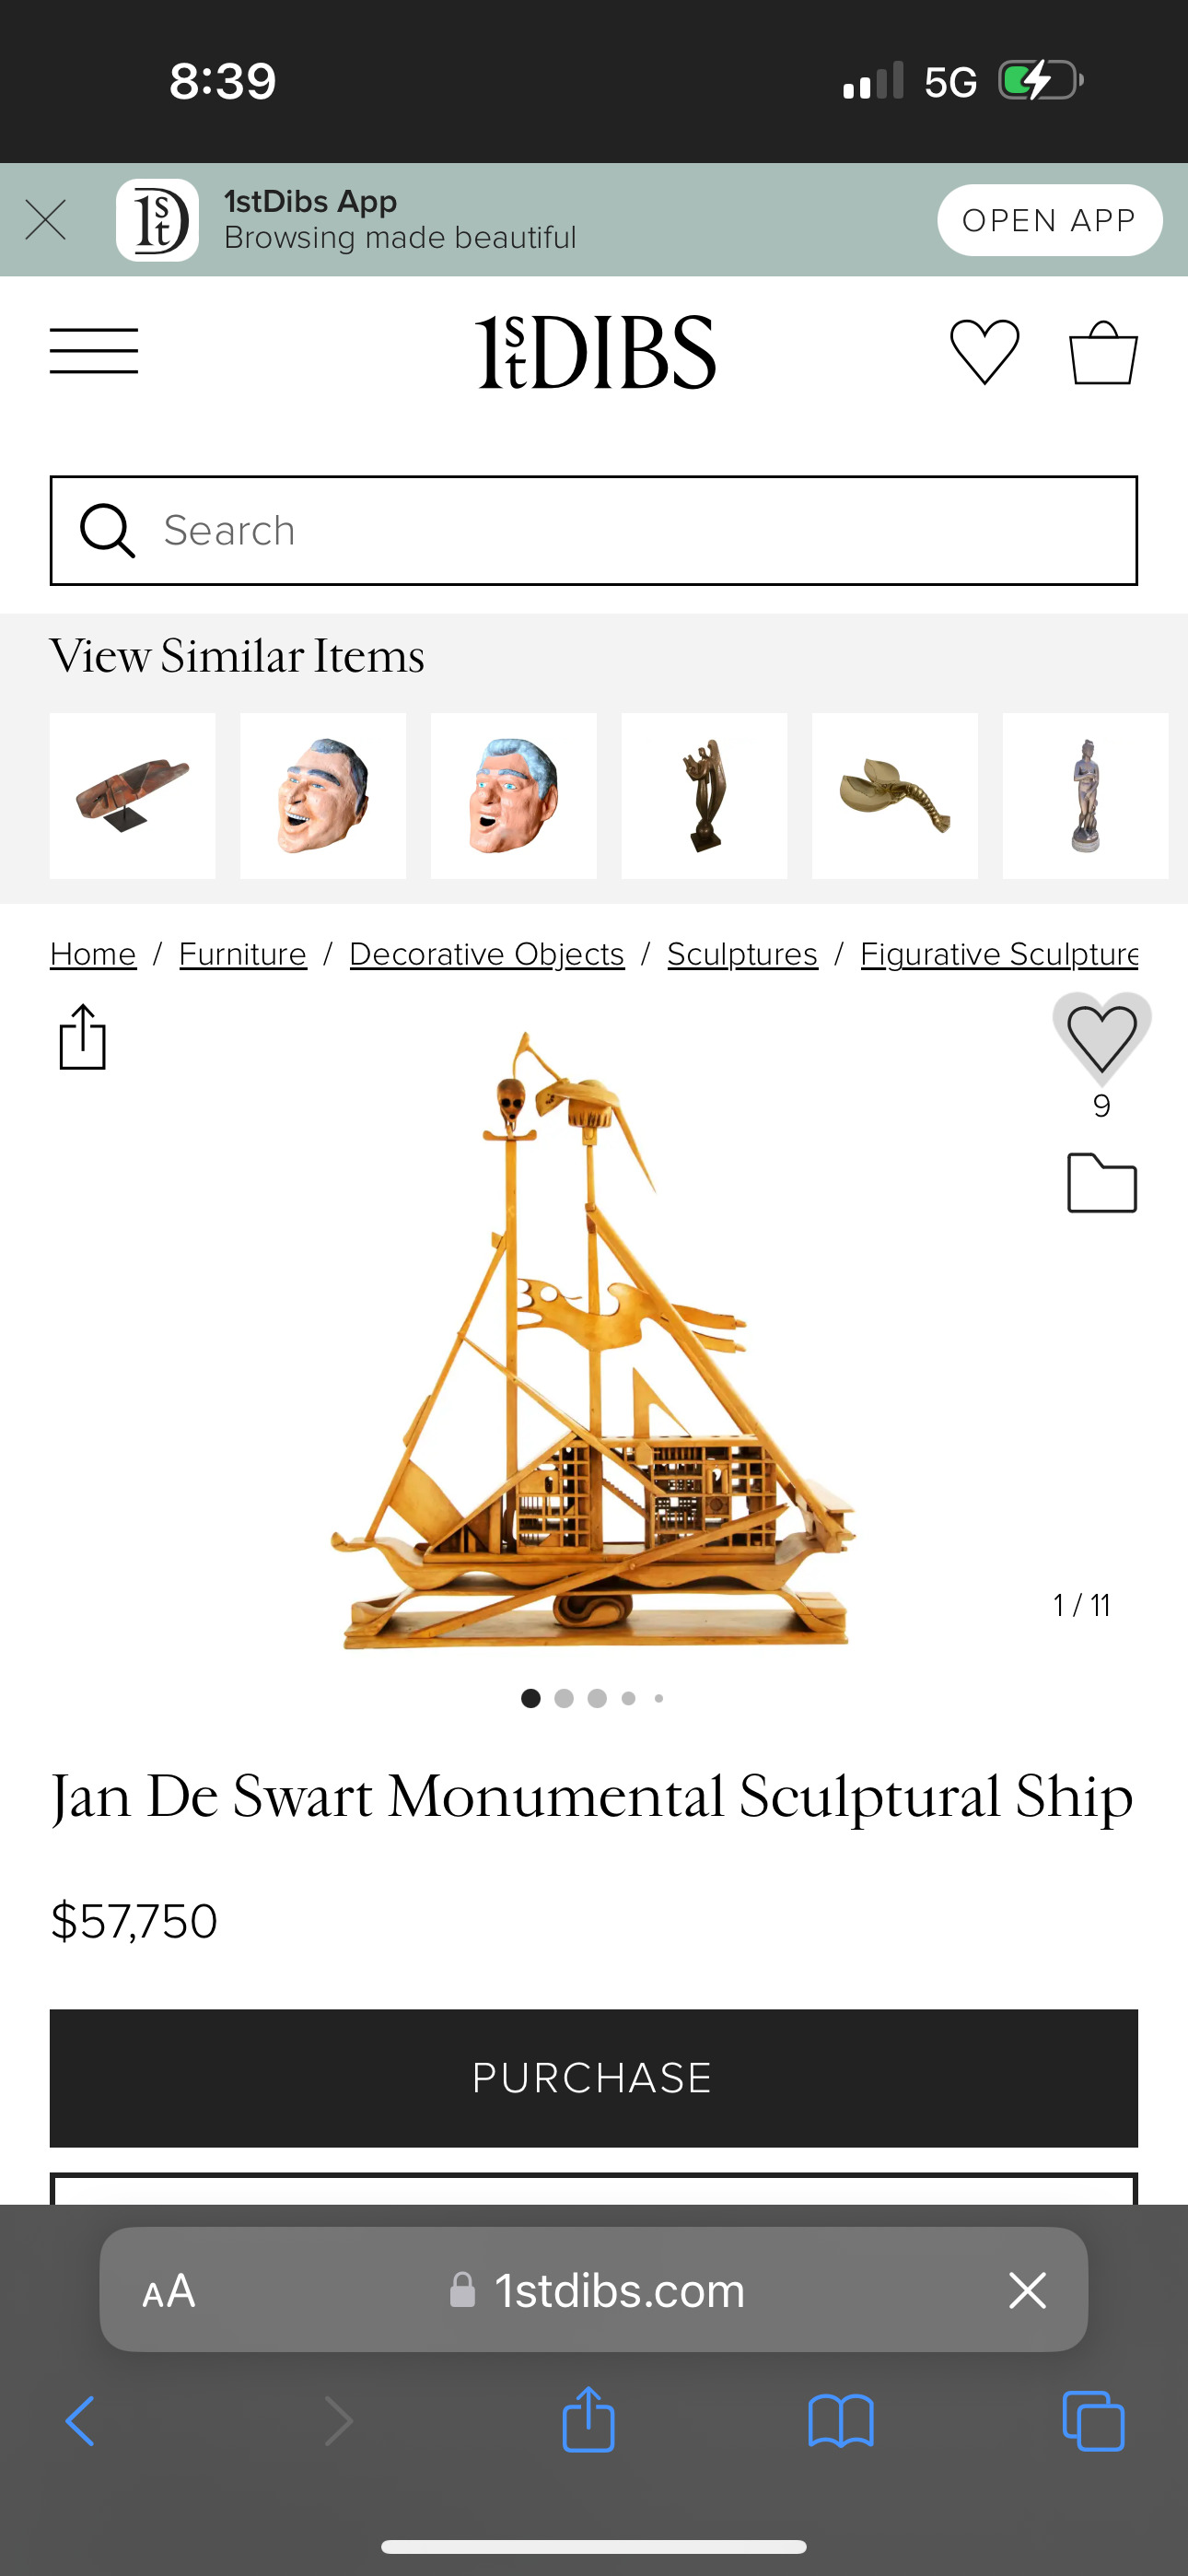 8:39
5G
1stDibs App
Browsing made beautiful
OPEN APP
1stDIBS
Search
View Similar Items
Home / Furniture / Decorative Objects / Sculptures / Figurative Sculpture
9
1 / 11
Jan De Swart Monumental Sculptural Ship
$57,750
PURCHASE
AA
1stdibs.com